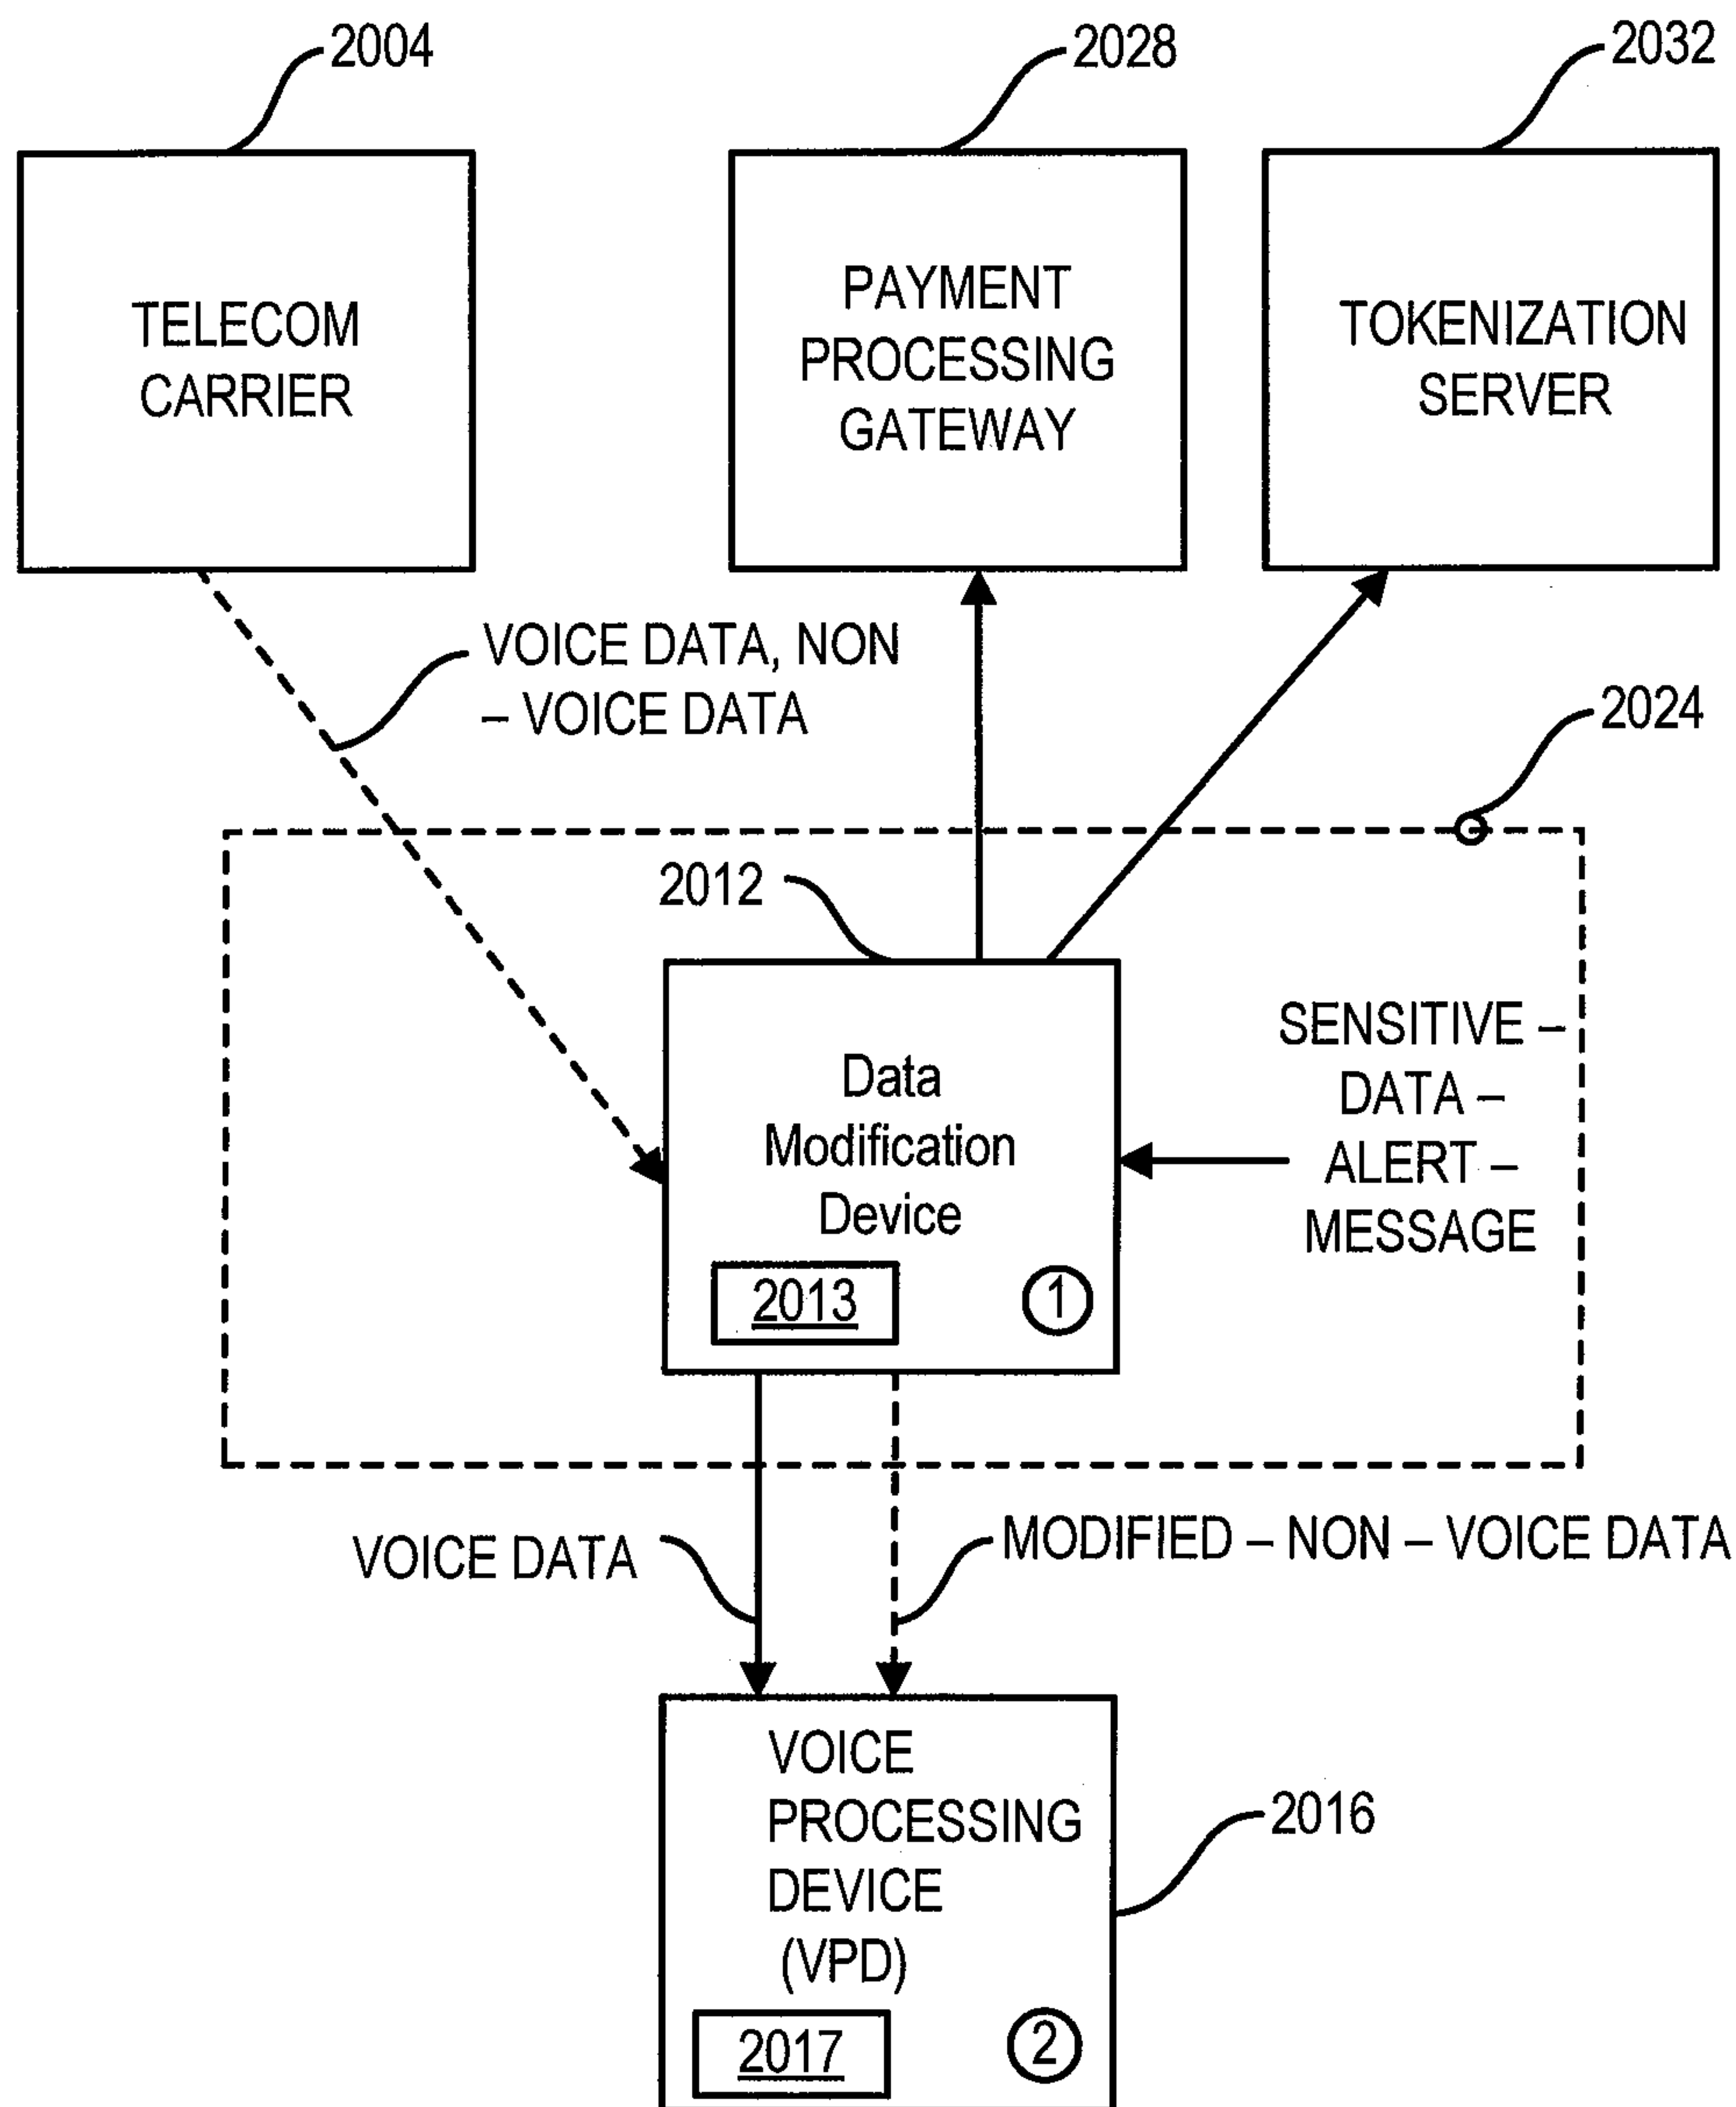 2004
2028
2032
TELECOM
CARRIER
PAYMENT
PROCESSING
GATEWAY
TOKENIZATION
SERVER
VOICE DATA, NON
– VOICE DATA
2024
2012
Data
Modification
Device
2013
1
SENSITIVE –
DATA –
ALERT –
MESSAGE
VOICE DATA
MODIFIED – NON – VOICE DATA
VOICE
PROCESSING
DEVICE
(VPD)
2017
2
2016